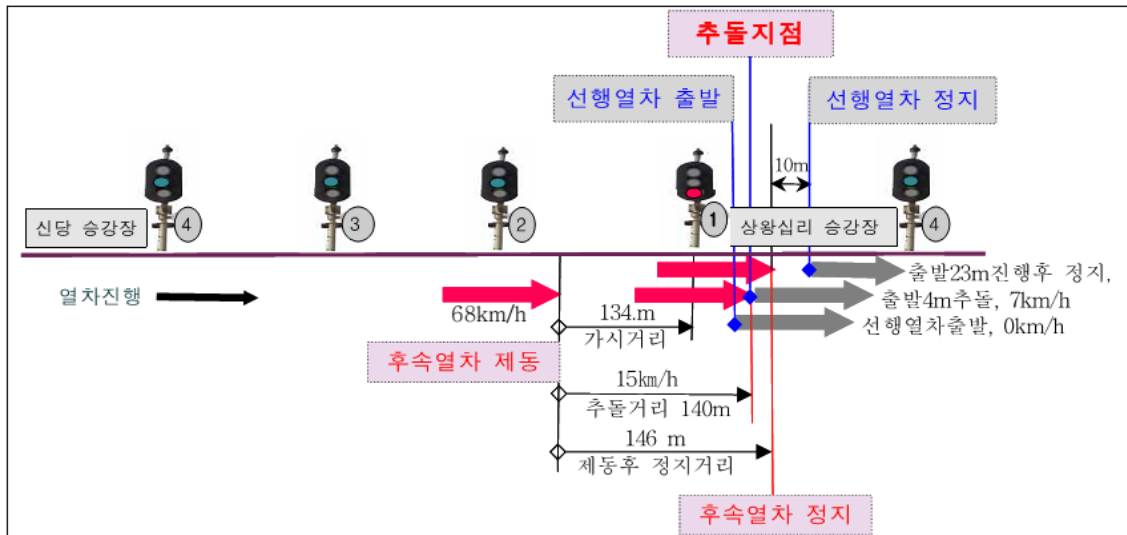 추돌지점
선행열차 출발
선행열차 정지
10m
④
③
②
①
④
신당 승강장
상왕십리 승강장
열차진행
68km/h
134.m
가시거리
출발23m진행후 정지,
출발4m추돌, 7km/h
선행열차출발, 0km/h
후속열차 제동
15km/h
추돌거리 140m
146 m
제동후 정지거리
후속열차 정지